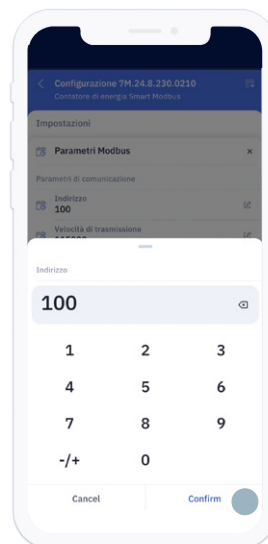 Configurazione 7M.24.8.230.0210
Contatore di energia Smart Modbus
Impostazioni
Parametri Modbus ×
Parametri di comunicazione
Indirizzo
100
Velocità di trasmissione
Indirizzo
100
1 2 3
4 5 6
7 8 9
-/+ 0
Cancel Confirm